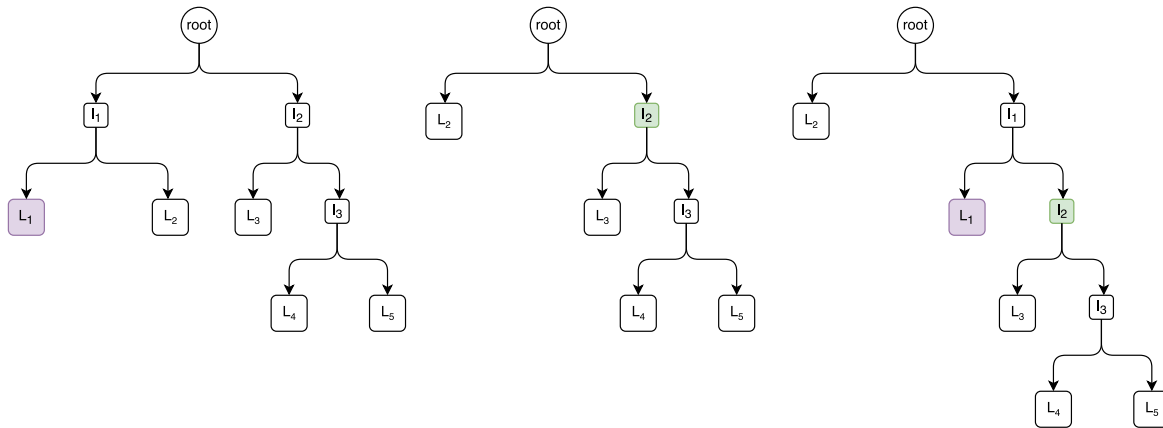 root root root
I₁ I₂ L₂ I₂ L₂ I₁
L₁ L₂ L₃ I₃ L₃ I₃ L₁ I₂
L₄ L₅ L₄ L₅ L₃ I₃
L₄ L₅